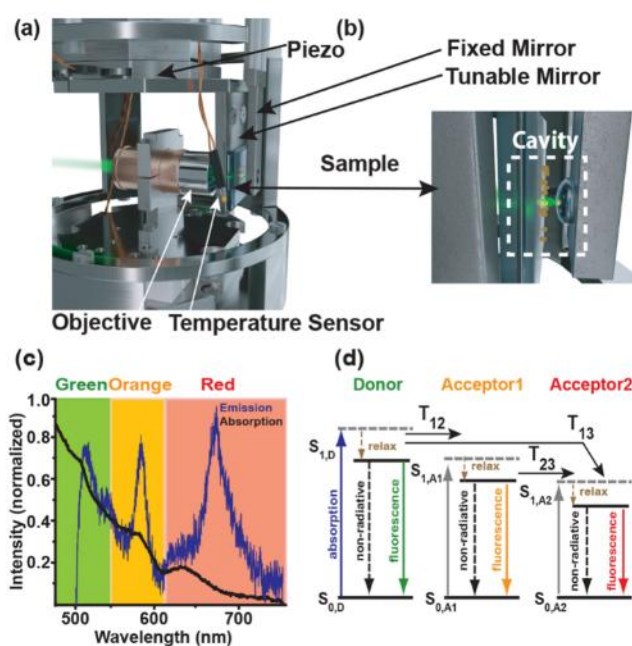 (a)
Piezo
(b)
Fixed Mirror
Tunable Mirror
Sample
Cavity
Objective
Temperature Sensor
(c)
Green
Orange
Red
Emission
Absorption
Intensity (normalized)
1.0
0.8
0.6
0.4
0.2
500
600
700
Wavelength (nm)
(d)
Donor
Acceptor1
Acceptor2
T12
T13
T23
S1,D
S1,A1
S1,A2
relax
relax
relax
absorption
non-radiative
fluorescence
non-radiative
fluorescence
non-radiative
fluorescence
S0,D
S0,A1
S0,A2